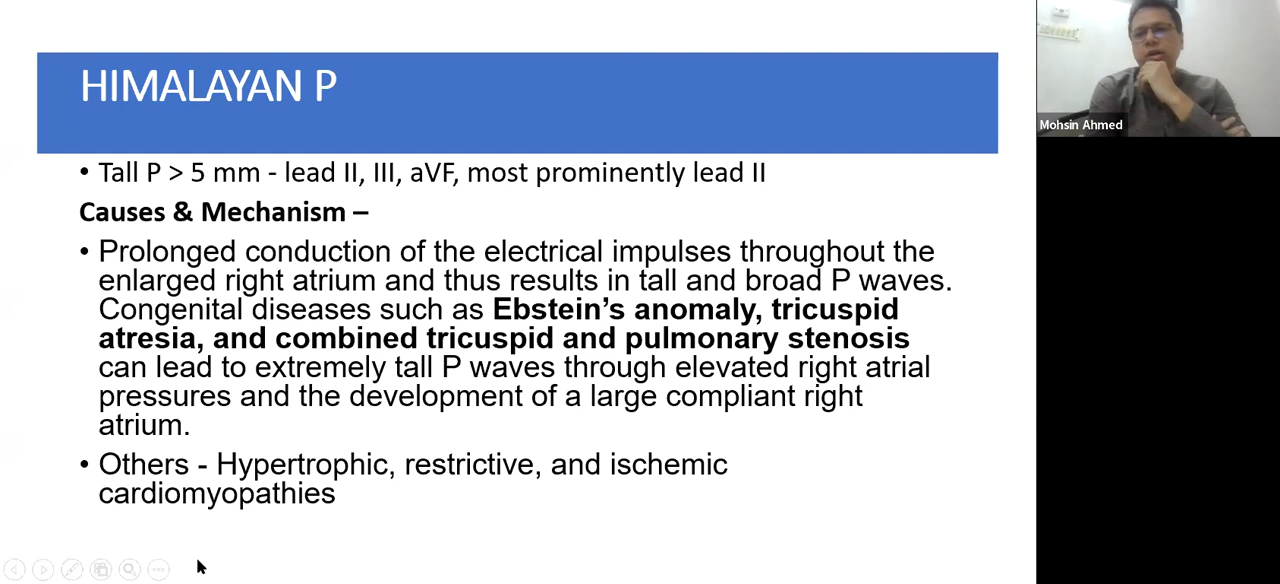 HIMALAYAN P
• Tall P > 5 mm - lead II, III, aVF, most prominently lead II
Causes & Mechanism –
• Prolonged conduction of the electrical impulses throughout the
enlarged right atrium and thus results in tall and broad P waves.
Congenital diseases such as Ebstein’s anomaly, tricuspid
atresia, and combined tricuspid and pulmonary stenosis
can lead to extremely tall P waves through elevated right atrial
pressures and the development of a large compliant right
atrium.
• Others - Hypertrophic, restrictive, and ischemic
cardiomyopathies
Mohsin Ahmed